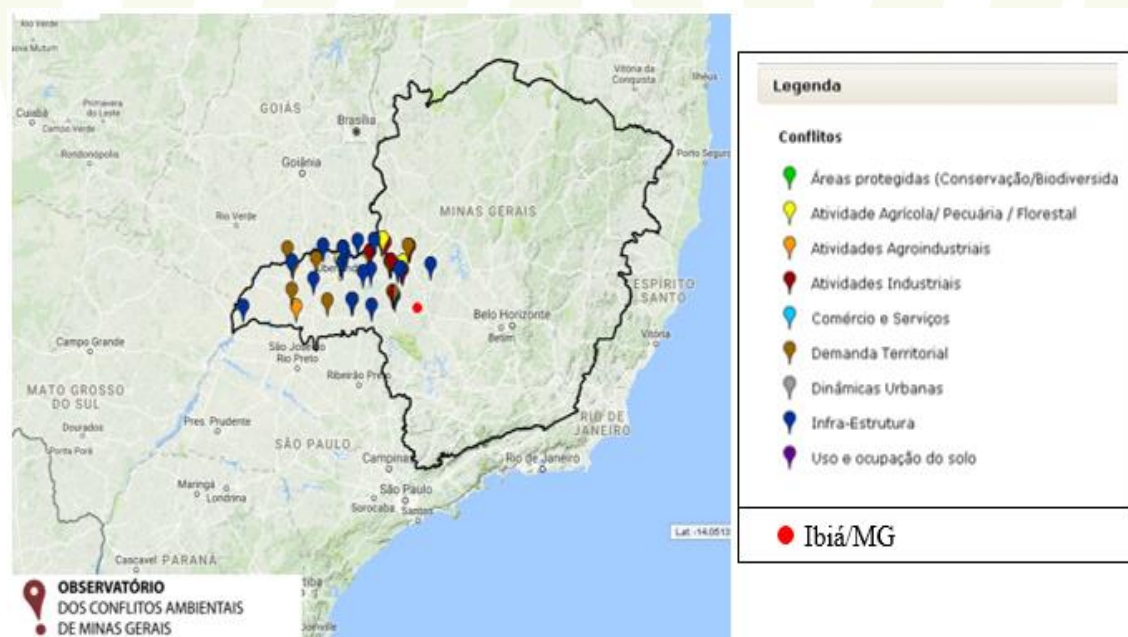 Rio Verde
Nova Mutum
Vitória da
Conquista
Ilhéus
GOIÁS
Cuiabá
Primavera
do Leste
Campo Verde
Brasília
Rondonópolis
Goiânia
Porto Seguro
Rio Verde
MINAS GERAIS
ESPÍRITO
SANTO
Belo Horizonte
Betim
Vitória
Campo Grande
São José do
Rio Preto
Ribeirão Preto
MATO GROSSO
DO SUL
Dourados
Ponta Porã
Pres. Prudente
SÃO PAULO
RIO DE
JANEIRO
Campinas
Rio de Janeiro
Maringá
Londrina
São Paulo
Sorocaba
Santos
Lat: -14.0513
Cascavel
PARANÁ
Joinville
OBSERVATÓRIO
DOS CONFLITOS AMBIENTAIS
DE MINAS GERAIS
Legenda
Conflitos
Áreas protegidas (Conservação/Biodiversida
Atividade Agrícola/ Pecuária / Florestal
Atividades Agroindustriais
Atividades Industriais
Comércio e Serviços
Demanda Territorial
Dinâmicas Urbanas
Infra-Estrutura
Uso e ocupação do solo
Ibiá/MG